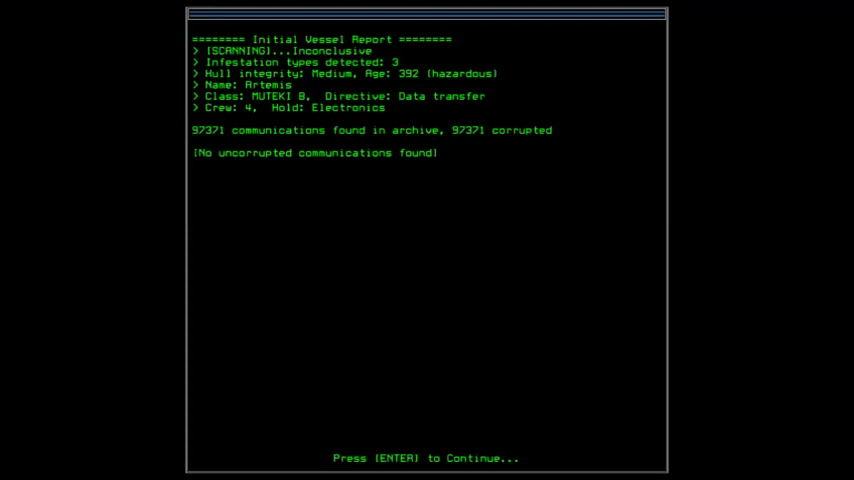 ======== Initial Vessel Report ========
> [SCANNING]...Inconclusive
> Infestation types detected: 3
> Hull integrity: Medium, Age: 392 (hazardous)
> Name: Artemis
> Class: MUTEKI B,  Directive: Data transfer
> Crew: 4,  Hold: Electronics
97371 communications found in archive, 97371 corrupted
[No uncorrupted communications found]
Press [ENTER] to Continue...